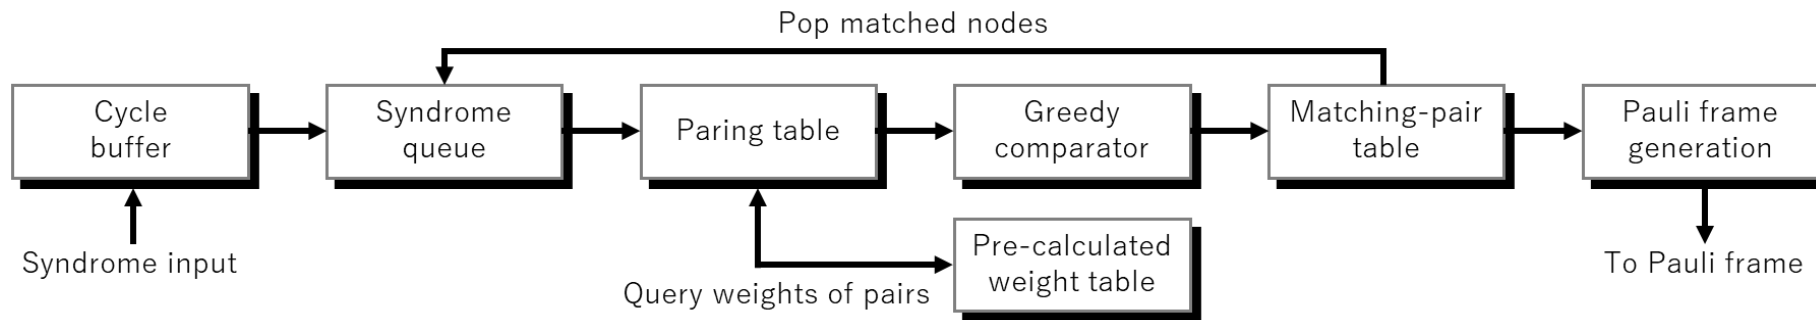 Pop matched nodes
Cycle
buffer
Syndrome
queue
Paring table
Greedy
comparator
Matching-pair
table
Pauli frame
generation
Syndrome input
Query weights of pairs
Pre-calculated
weight table
To Pauli frame